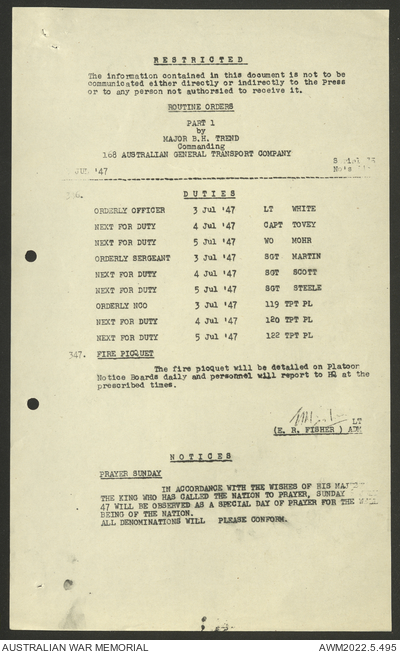 RESTRICTED
The information contained in this document is not to be
communicated either directly or indirectly to the Press
or to any person not authorsied to receive it.
ROUTINE ORDERS
PART 1
by
MAJOR B.H. TREND
Commanding
168 AUSTRALIAN GENERAL TRANSPORT COMPANY
Serial
JUL '47 No's
346. DUTIES
ORDERLY OFFICER 3 Jul '47 LT WHITE
NEXT FOR DUTY 4 Jul '47 CAPT TOVEY
NEXT FOR DUTY 5 Jul '47 WO MOHR
ORDERLY SERGEANT 3 Jul '47 SGT MARTIN
NEXT FOR DUTY 4 Jul '47 SGT SCOTT
NEXT FOR DUTY 5 Jul '47 SGT STEELE
ORDERLY NCO 3 Jul '47 119 TPT PL
NEXT FOR DUTY 4 Jul '47 120 TPT PL
NEXT FOR DUTY 5 Jul '47 122 TPT PL
347. FIRE PICQUET
The fire picquet will be detailed on Platoon
Notice Boards daily and personnel will report to HQ at the
prescribed times.
LT
(E. R. FISHER ) ADM
NOTICES
PRAYER SUNDAY
IN ACCORDANCE WITH THE WISHES OF HIS
THE KING WHO HAS CALLED THE NATION TO PRAYER, SUNDAY
47 WILL BE OBSERVED AS A SPECIAL DAY OF PRAYER FOR THE WELL
BEING OF THE NATION.
ALL DENOMINATIONS WILL PLEASE CONFORM.
AUSTRALIAN WAR MEMORIAL AWM2022.5.495